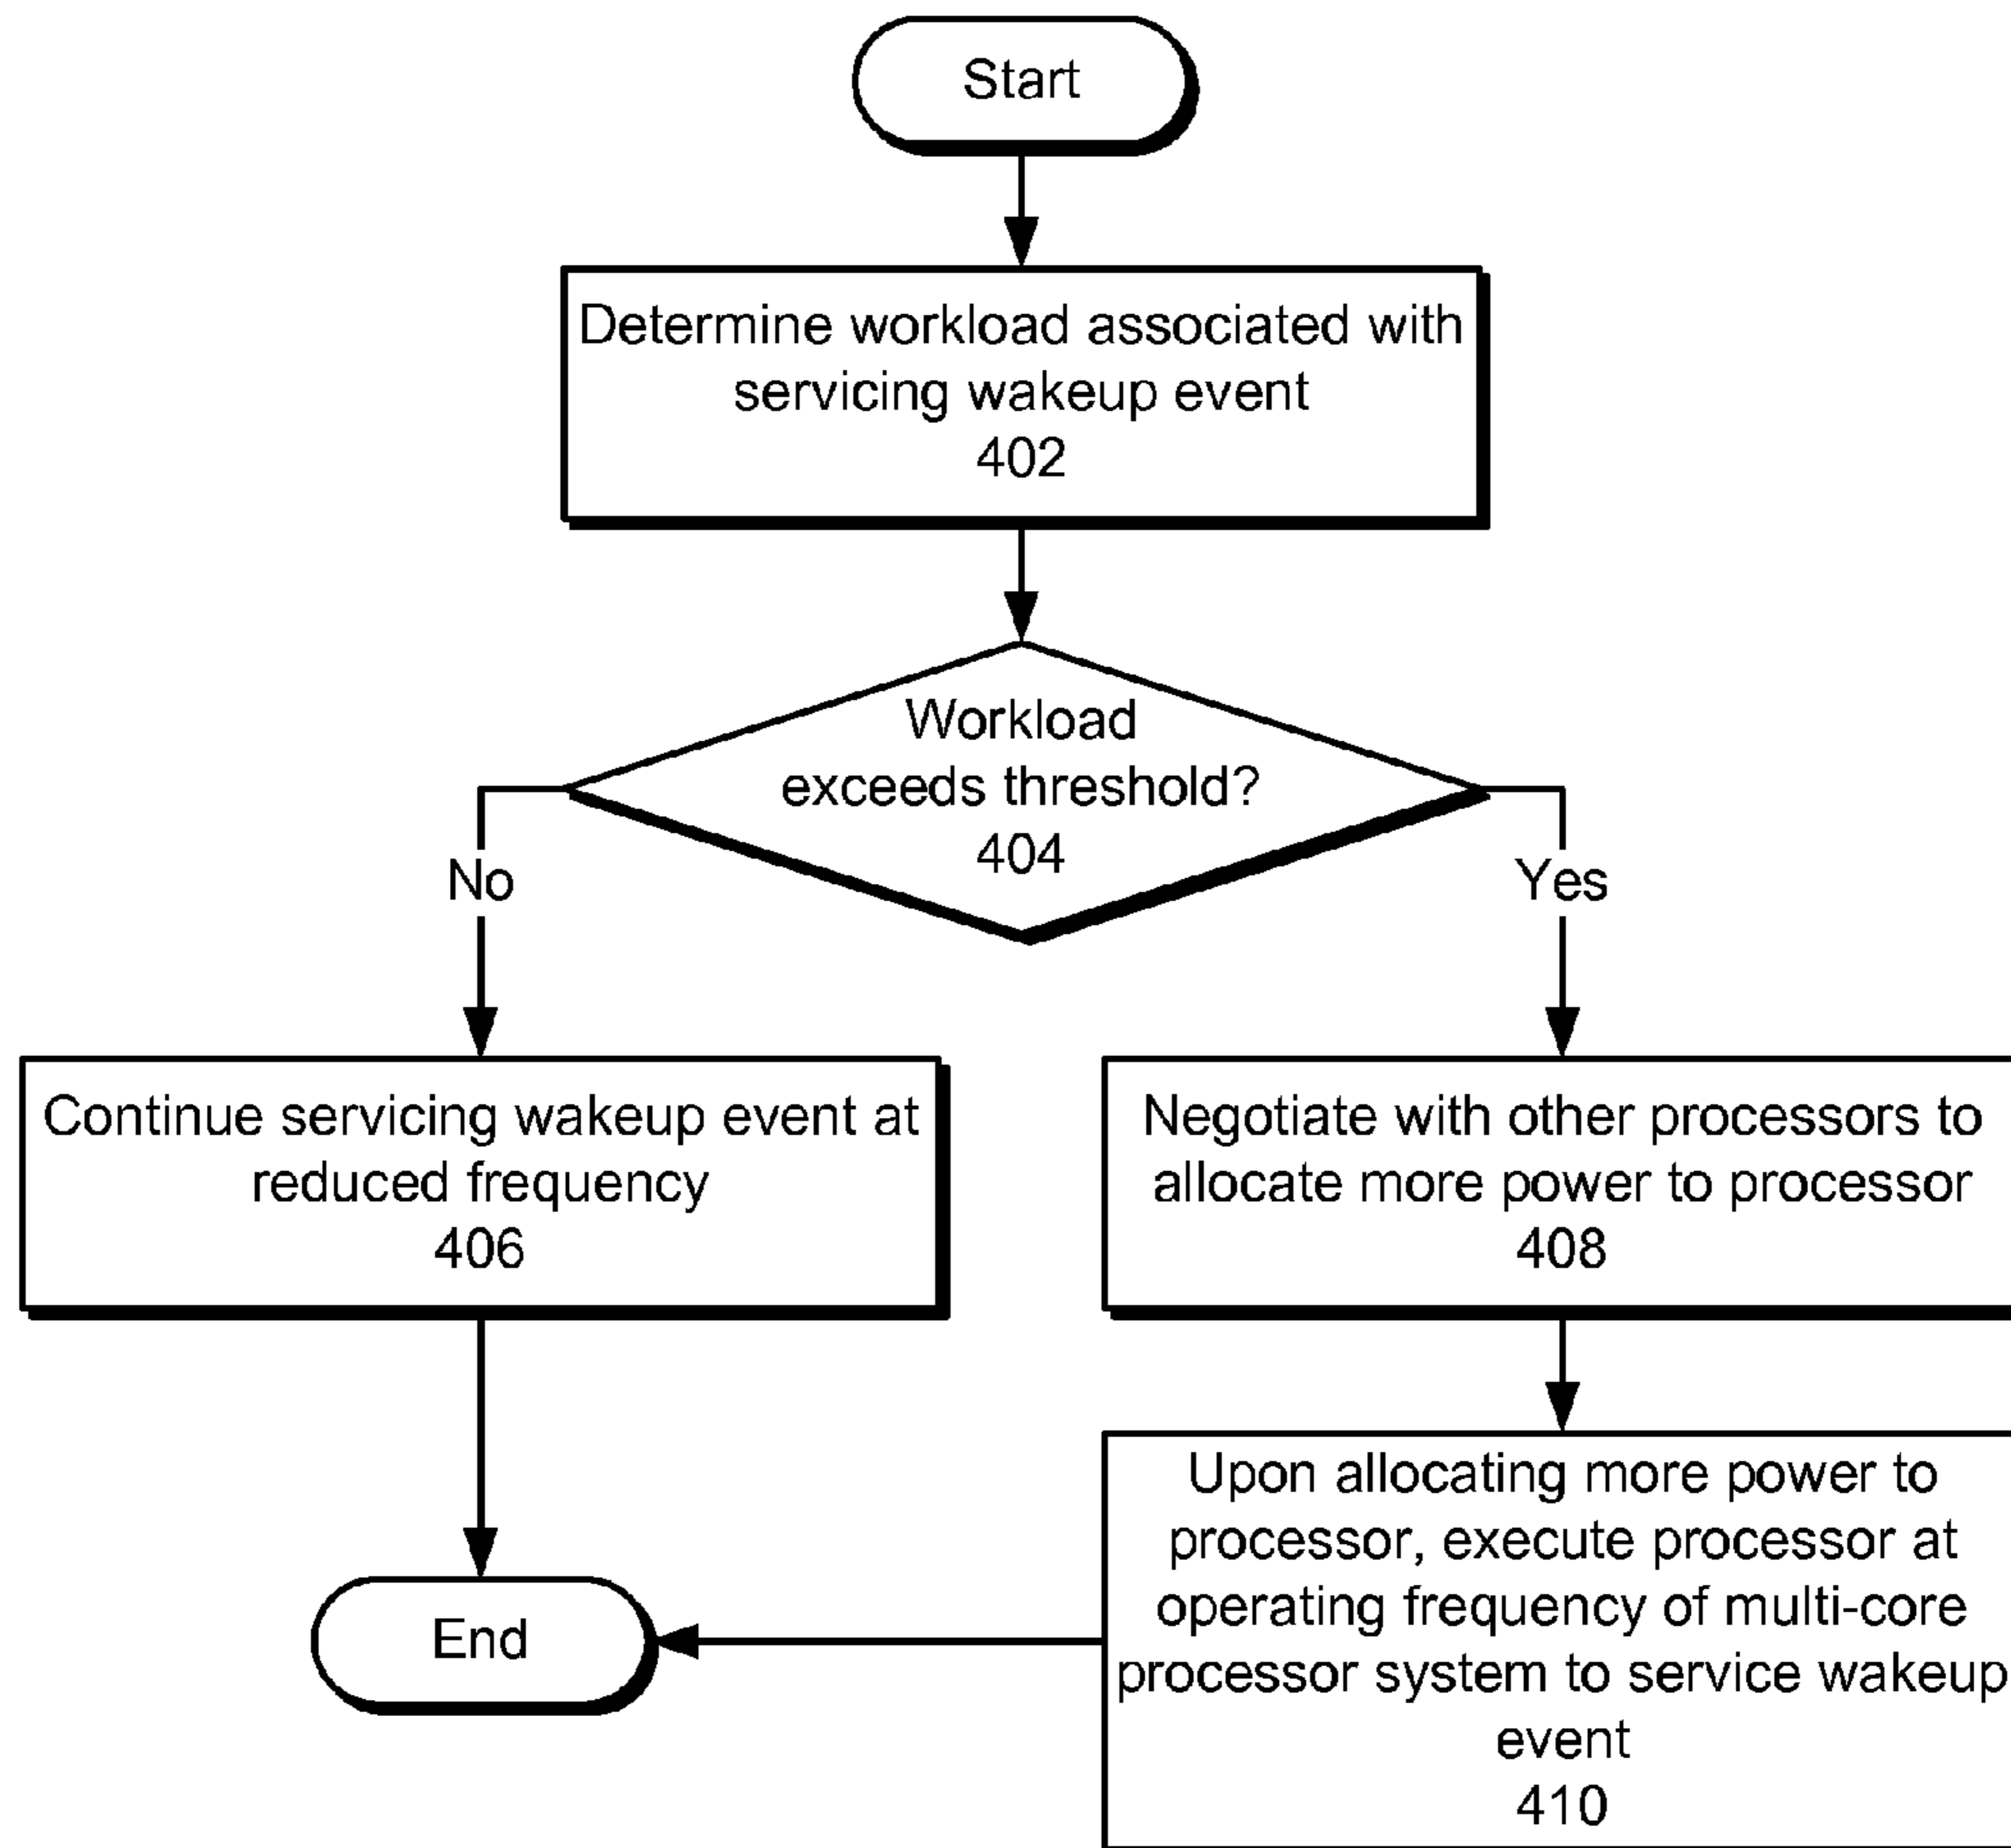 Start
Determine workload associated with
servicing wakeup event
402
Workload
exceeds threshold?
404
No
Yes
Continue servicing wakeup event at
reduced frequency
406
Negotiate with other processors to
allocate more power to processor
408
Upon allocating more power to
processor, execute processor at
operating frequency of multi-core
processor system to service wakeup
event
410
End